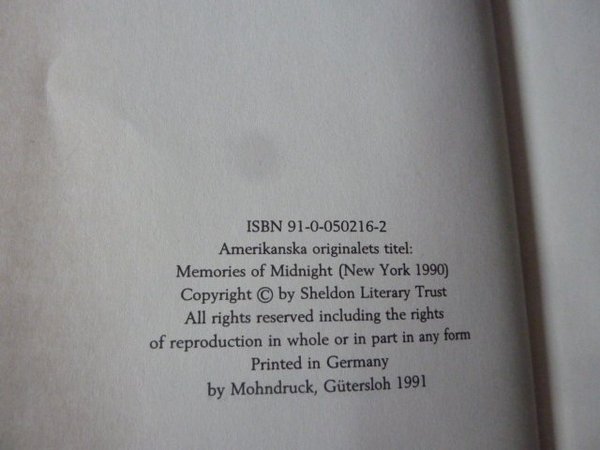 ISBN 91-0-050216-2
Amerikanska originalets titel:
Memories of Midnight (New York 1990)
Copyright © by Sheldon Literary Trust
All rights reserved including the rights
of reproduction in whole or in part in any form
Printed in Germany
by Mohndruck, Gütersloh 1991